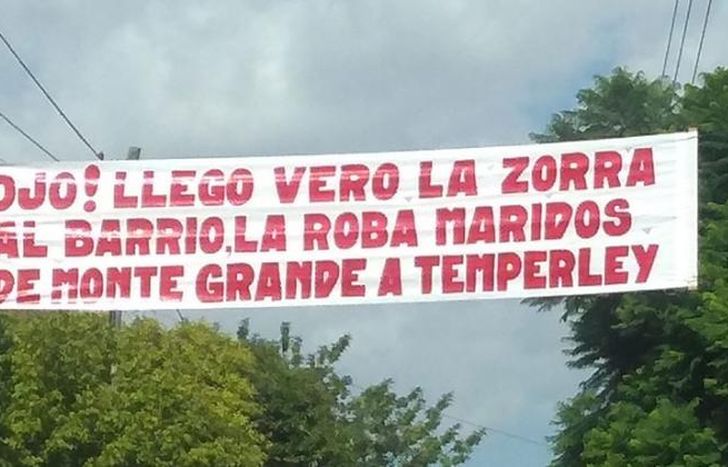 OJO! LLEGO VERO LA ZORRA
AL BARRIO, LA ROBA MARIDOS
DE MONTE GRANDE A TEMPERLEY